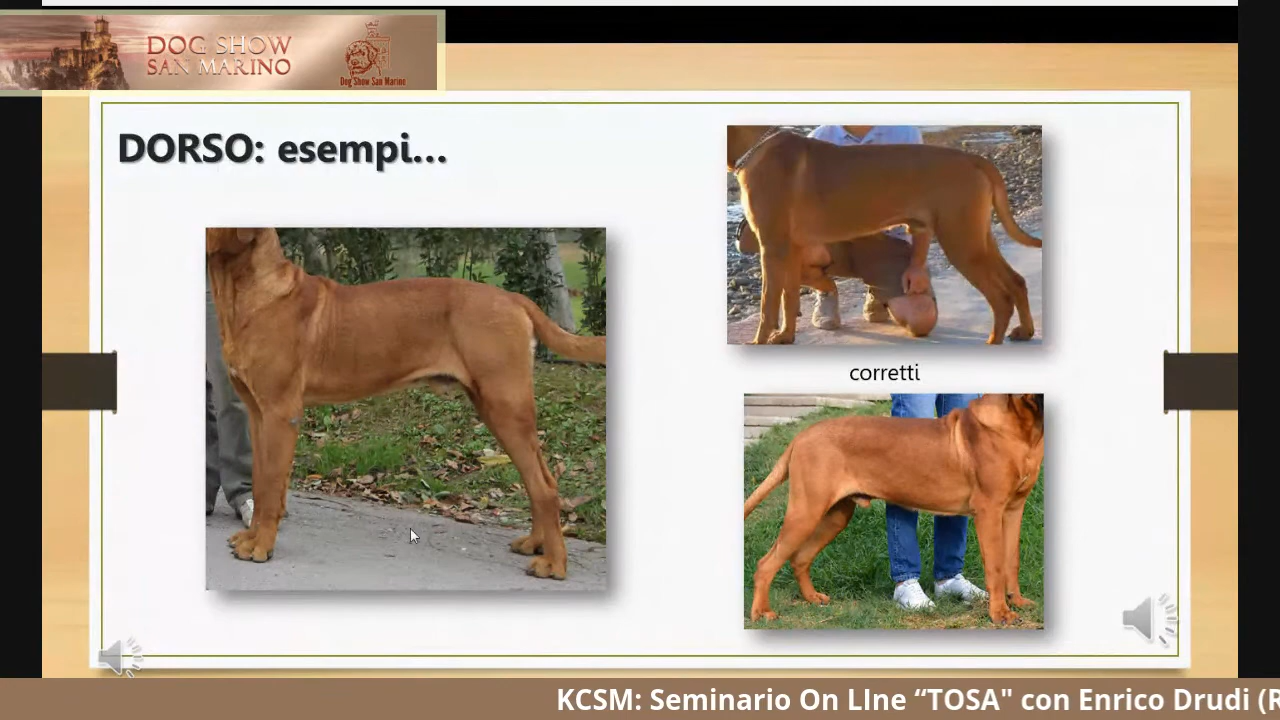 DOG SHOW
SAN MARINO
Dog Show San Marino
DORSO: esempi...
corretti
KCSM: Seminario On LIne “TOSA" con Enrico Drudi (R